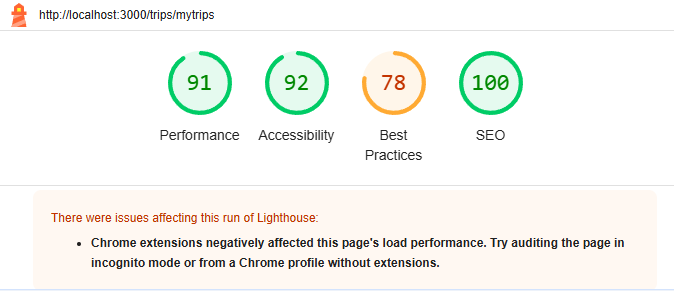 http://localhost:3000/trips/mytrips
91
92
78
100
Performance
Accessibility
Best
Practices
SEO
There were issues affecting this run of Lighthouse:
• Chrome extensions negatively affected this page's load performance. Try auditing the page in
incognito mode or from a Chrome profile without extensions.